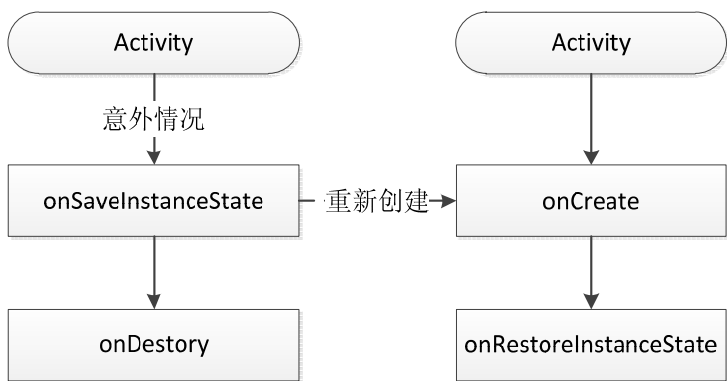 Activity
Activity
意外情况
onSaveInstanceState
重新创建
onCreate
onDestory
onRestoreInstanceState